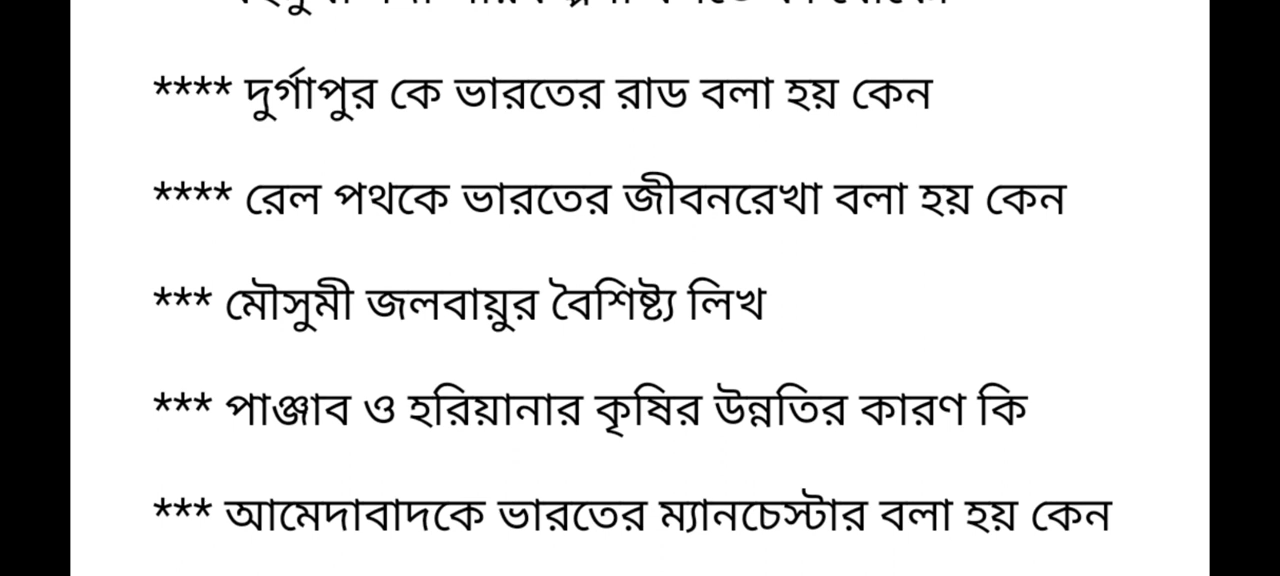 **** দুর্গাপুর কে ভারতের রাড বলা হয় কেন
**** রেল পথকে ভারতের জীবনরেখা বলা হয় কেন
*** মৌসুমী জলবায়ুর বৈশিষ্ট্য লিখ
*** পাঞ্জাব ও হরিয়ানার কৃষির উন্নতির কারণ কি
*** আমেদাবাদকে ভারতের ম্যানচেস্টার বলা হয় কেন